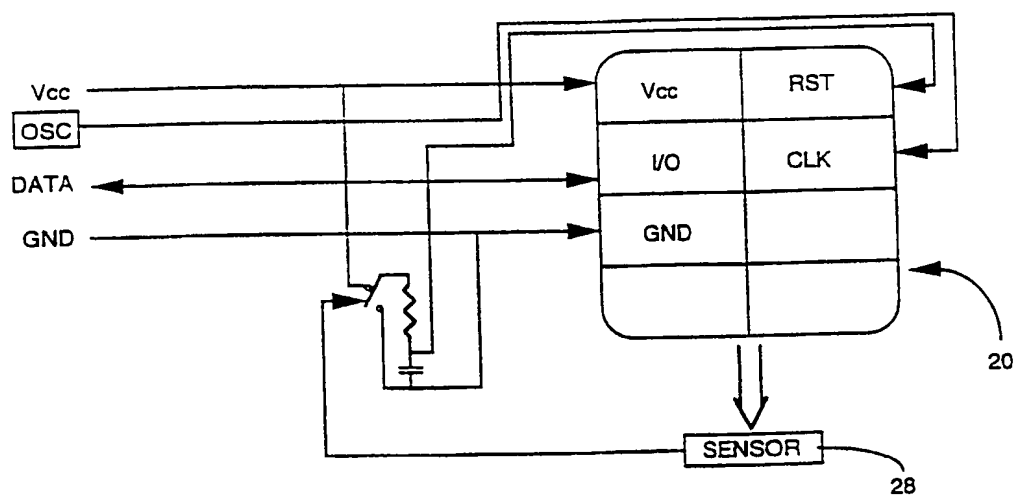 Vcc
OSC
DATA
GND
Vcc
RST
I/O
CLK
GND
20
SENSOR
28